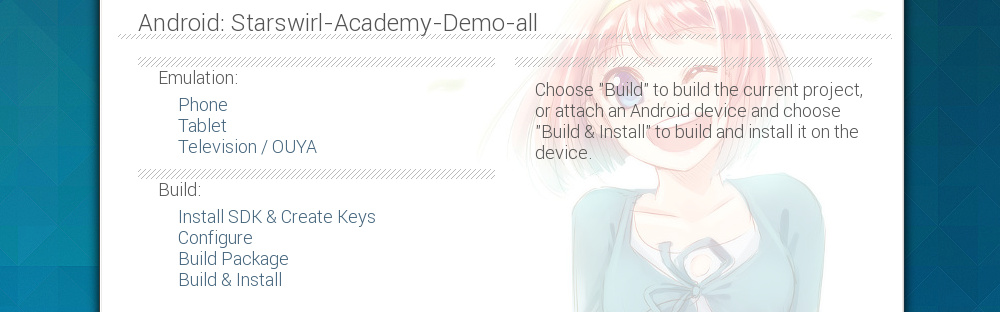 Android: Starswirl-Academy-Demo-all
Emulation:
Phone
Tablet
Television / OUYA
Build:
Install SDK & Create Keys
Configure
Build Package
Build & Install
Choose "Build" to build the current project,
or attach an Android device and choose
"Build & Install" to build and install it on the
device.